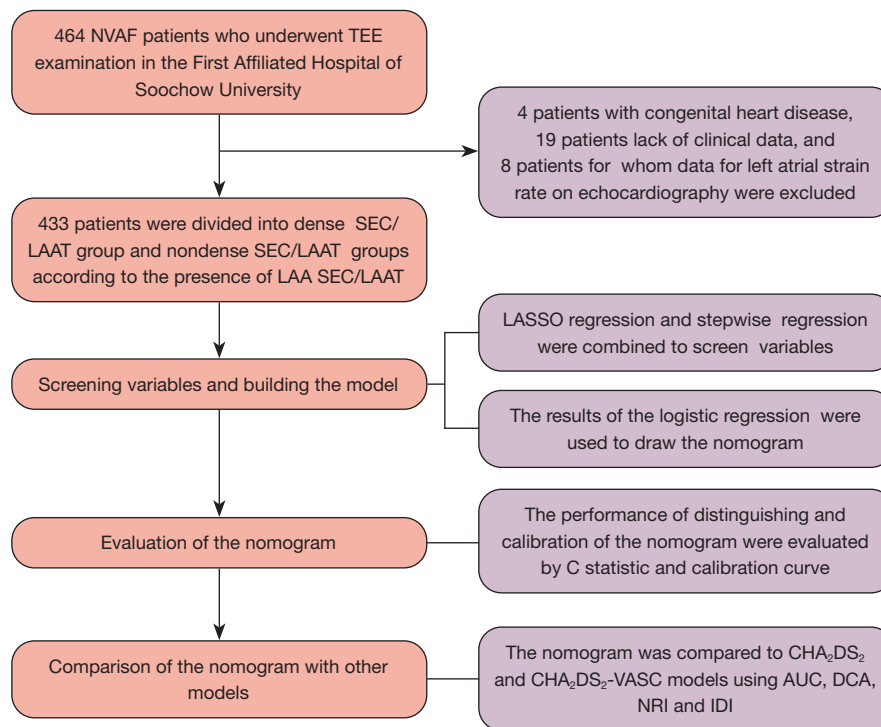 464 NVAF patients who underwent TEE
examination in the First Affiliated Hospital of
Soochow University
4 patients with congenital heart disease,
19 patients lack of clinical data, and
8 patients for whom data for left atrial strain
rate on echocardiography were excluded
433 patients were divided into dense SEC/
LAAT group and nondense SEC/LAAT groups
according to the presence of LAA SEC/LAAT
LASSO regression and stepwise regression
were combined to screen variables
Screening variables and building the model
The results of the logistic regression were
used to draw the nomogram
Evaluation of the nomogram
The performance of distinguishing and
calibration of the nomogram were evaluated
by C statistic and calibration curve
Comparison of the nomogram with other
models
The nomogram was compared to CHA₂DS₂
and CHA₂DS₂-VASC models using AUC, DCA,
NRI and IDI